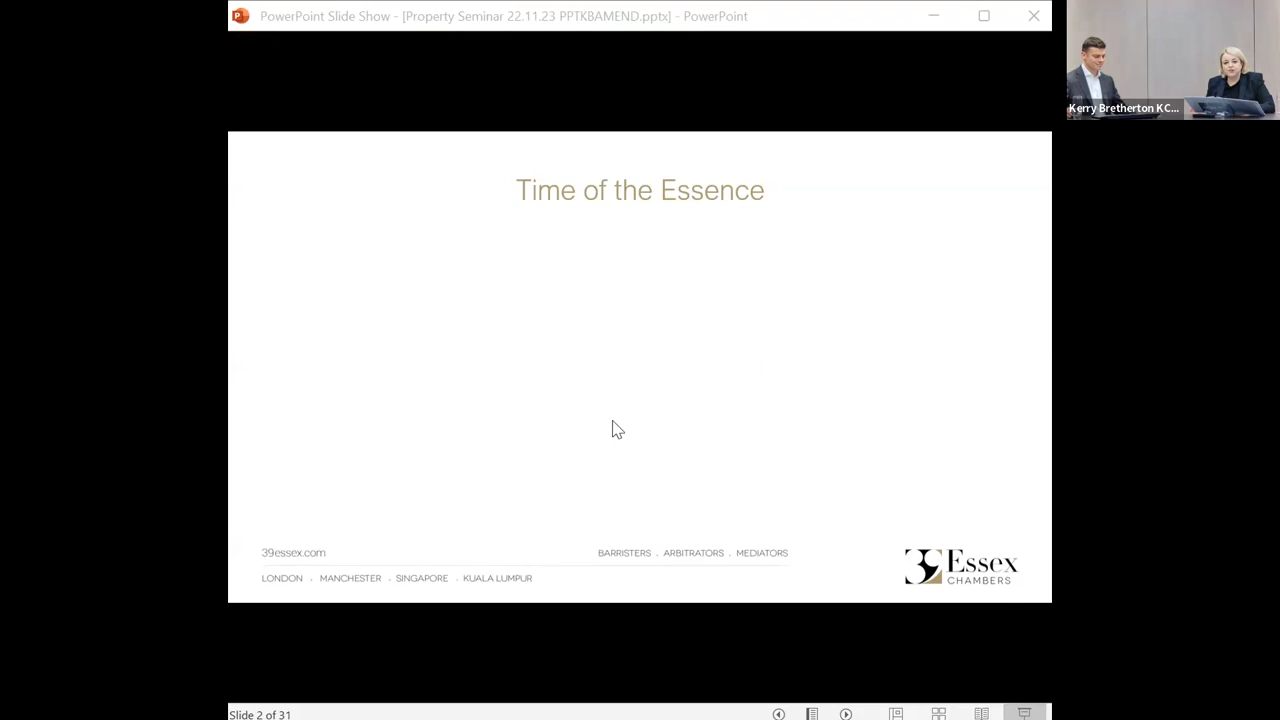 PowerPoint Slide Show - [Property Seminar 22.11.23 PPTKBAMEND.pptx] - PowerPoint
Kerry Bretherton KC...
Time of the Essence
39essex.com
BARRISTERS . ARBITRATORS . MEDIATORS
LONDON . MANCHESTER . SINGAPORE . KUALA LUMPUR
39 Essex
CHAMBERS
Slide 2 of 31